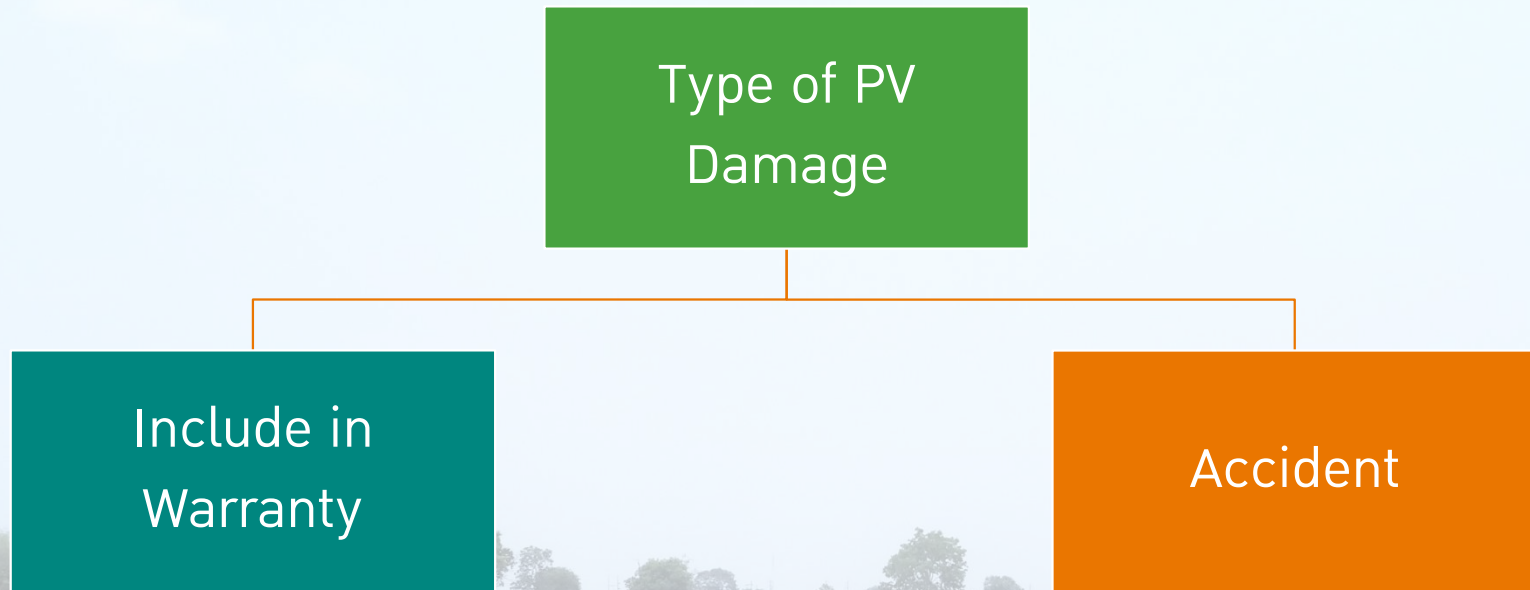 Type of PV
Damage
Include in
Warranty
Accident